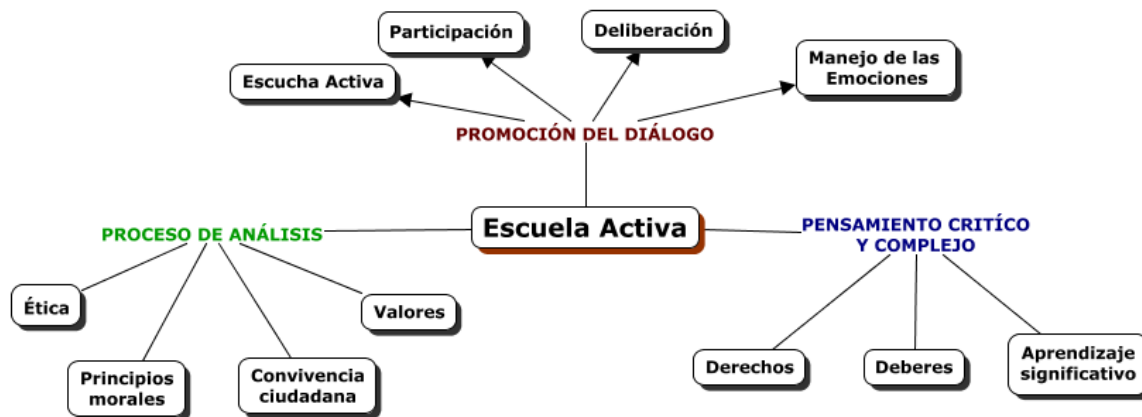 Participación
Deliberación
Manejo de las
Emociones
Escucha Activa
PROMOCIÓN DEL DIÁLOGO
Escuela Activa
PROCESO DE ANÁLISIS
PENSAMIENTO CRITÍCO
Y COMPLEJO
Ética
Valores
Principios
morales
Convivencia
ciudadana
Derechos
Deberes
Aprendizaje
significativo